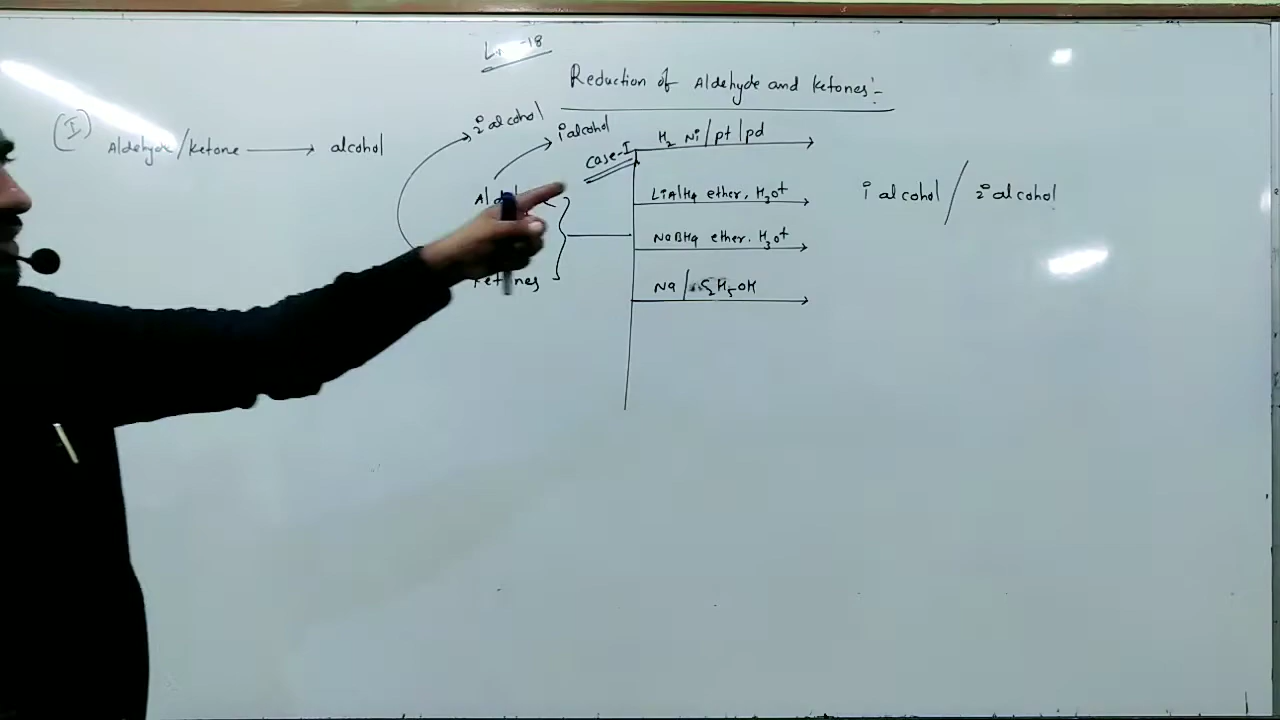 -18
Reduction of Aldehyde and ketones:-
(I) Aldehyde/ketone → alcohol
2° alcohol
1° alcohol
case-I
H2 Ni/pt/pd
LiAlH4 ether, H3O+
NaBH4 ether, H3O+
Na/C2H5OH
1° alcohol / 2° alcohol